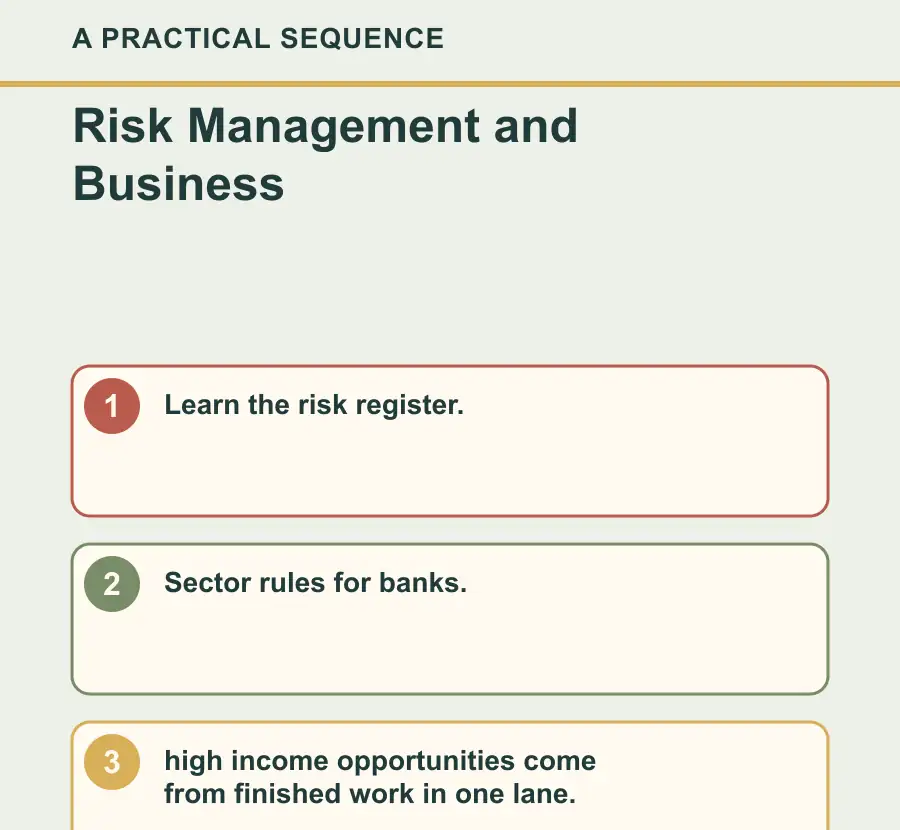 A PRACTICAL SEQUENCE
Risk Management and
Business
1
Learn the risk register.
2
Sector rules for banks.
3
high income opportunities come
from finished work in one lane.